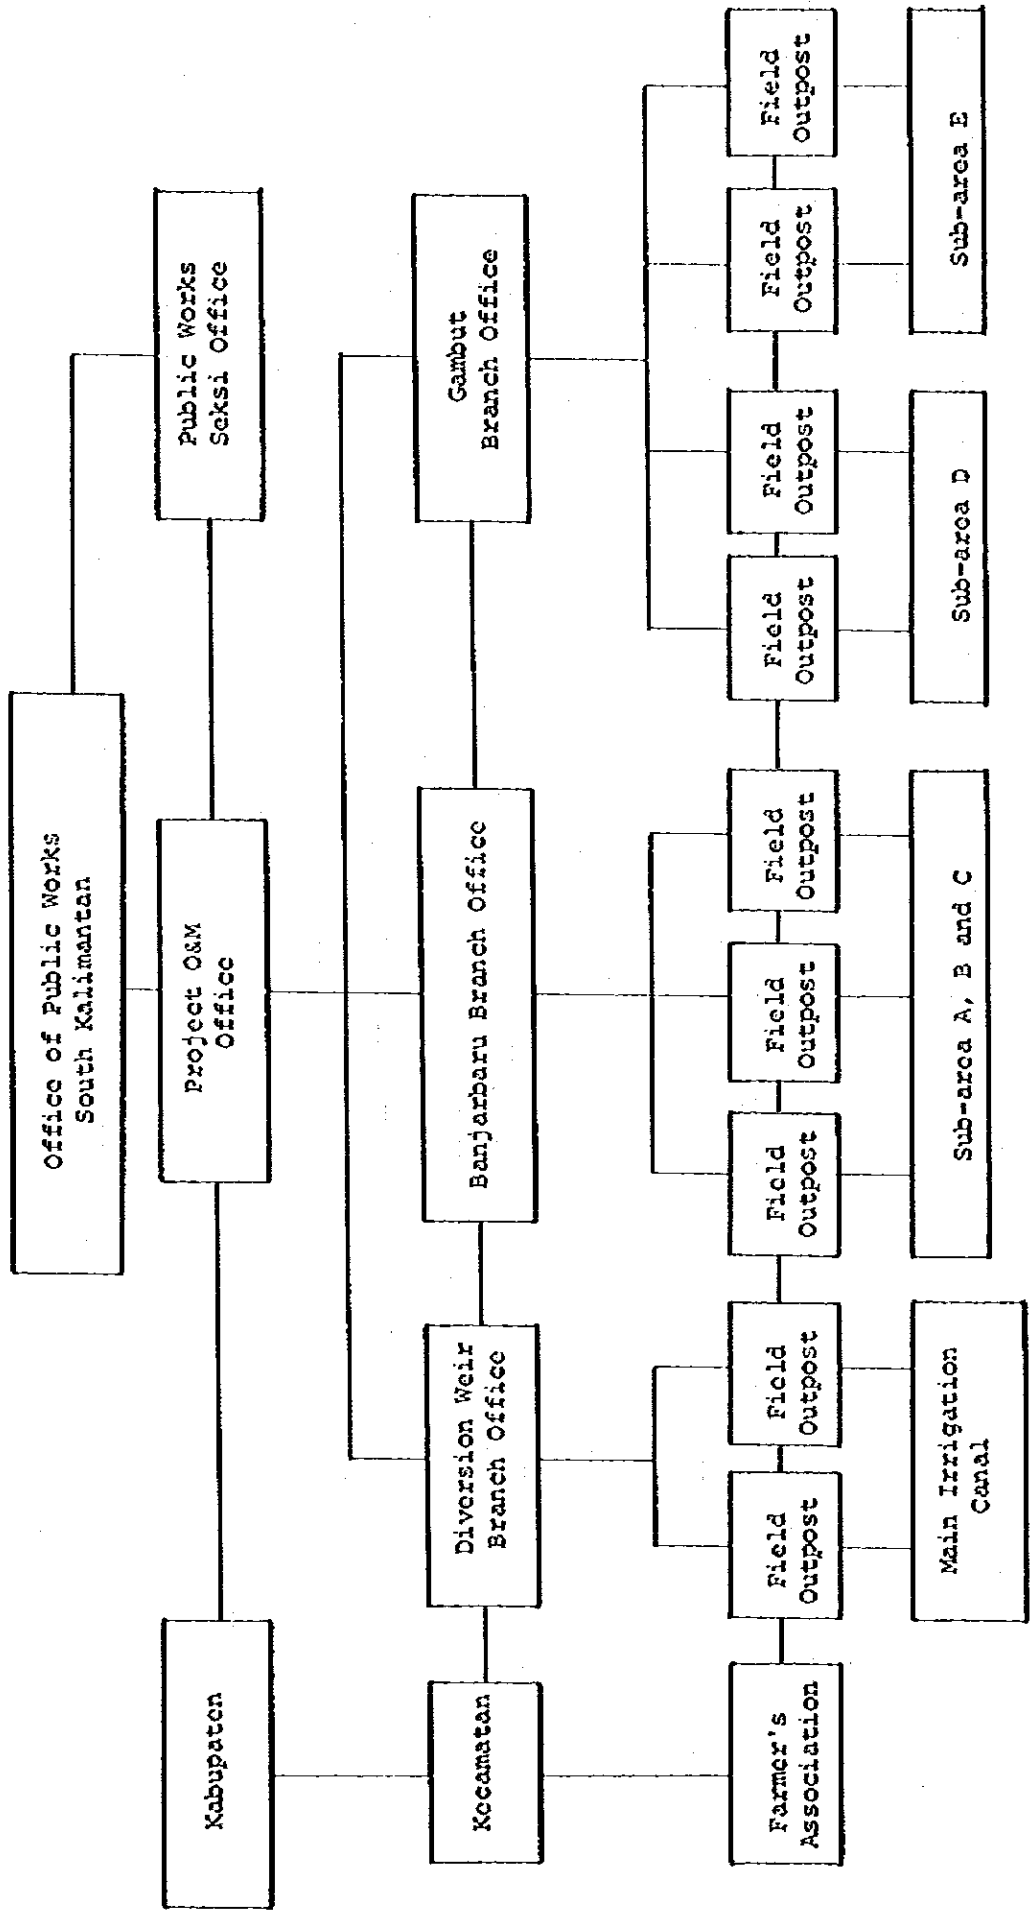 Office of Public Works
South Kalimantan
Kabupaten
Project O&M
Office
Public Works
Seksi Office
Kecamatan
Diversion Weir
Branch Office
Banjarbaru Branch Office
Gambut
Branch Office
Farmer's
Association
Field
Outpost
Field
Outpost
Field
Outpost
Field
Outpost
Field
Outpost
Field
Outpost
Field
Outpost
Field
Outpost
Field
Outpost
Main Irrigation
Canal
Sub-area A, B and C
Sub-area D
Sub-area E